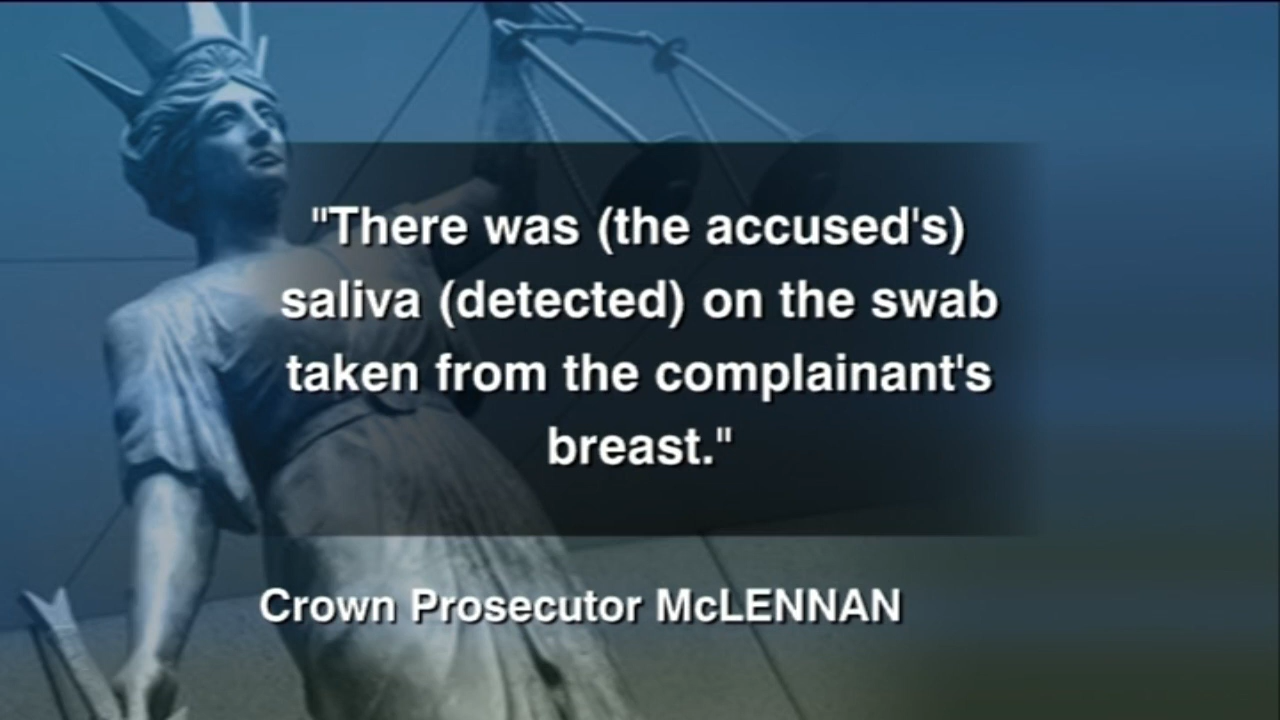 "There was (the accused's)
saliva (detected) on the swab
taken from the complainant's
breast."
Crown Prosecutor McLENNAN